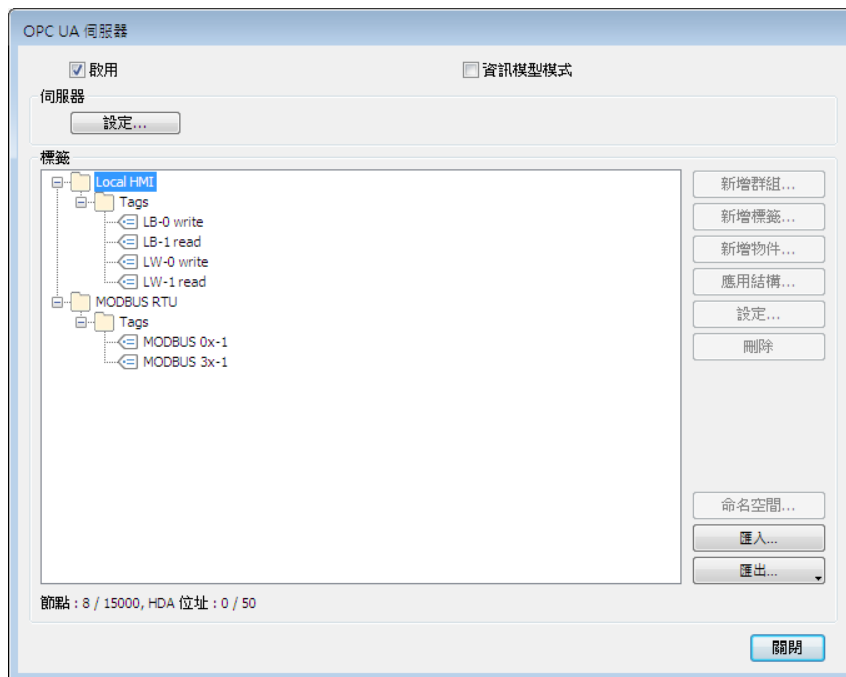 OPC UA 伺服器
啟用
資訊模型模式
伺服器
設定...
標籤
Local HMI
Tags
LB-0 write
LB-1 read
LW-0 write
LW-1 read
MODBUS RTU
Tags
MODBUS 0x-1
MODBUS 3x-1
新增群組...
新增標籤...
新增物件...
應用結構...
設定...
刪除
命名空間...
匯入...
匯出...
節點 : 8 / 15000, HDA 位址 : 0 / 50
關閉